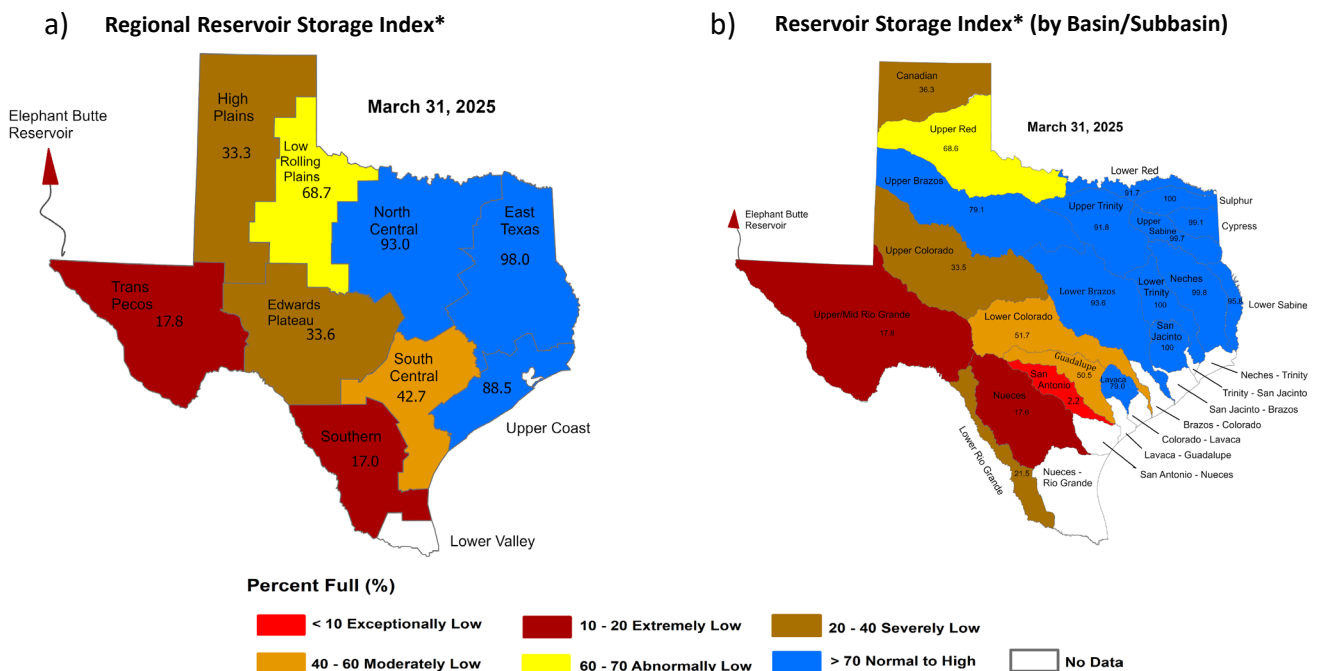 a)
Regional Reservoir Storage Index*
March 31, 2025
Elephant Butte
Reservoir
High
Plains
33.3
Low
Rolling
Plains
68.7
North
Central
93.0
East
Texas
98.0
Trans
Pecos
17.8
Edwards
Plateau
33.6
South
Central
42.7
88.5
Upper Coast
Southern
17.0
Lower Valley
b)
Reservoir Storage Index* (by Basin/Subbasin)
March 31, 2025
Elephant Butte
Reservoir
Canadian
36.3
Upper Red
68.6
Lower Red
91.7
Upper Brazos
79.1
Upper Trinity
91.8
100
Sulphur
99.1
Cypress
Upper
Sabine
99.7
Upper Colorado
33.5
Lower Brazos
93.6
Lower
Trinity
100
Neches
99.8
Lower Sabine
San
Jacinto
100
Upper/Mid Rio Grande
Lower Colorado
51.7
Guadalupe
50.5
San
Antonio
2.2
Lavaca
79.0
Nueces
Lower Rio Grande
21.5
Nueces -
Rio Grande
Neches - Trinity
Trinity - San Jacinto
San Jacinto - Brazos
Brazos - Colorado
Colorado - Lavaca
Lavaca - Guadalupe
San Antonio - Nueces
Percent Full (%)
< 10 Exceptionally Low
10 - 20 Extremely Low
20 - 40 Severely Low
40 - 60 Moderately Low
60 - 70 Abnormally Low
> 70 Normal to High
No Data